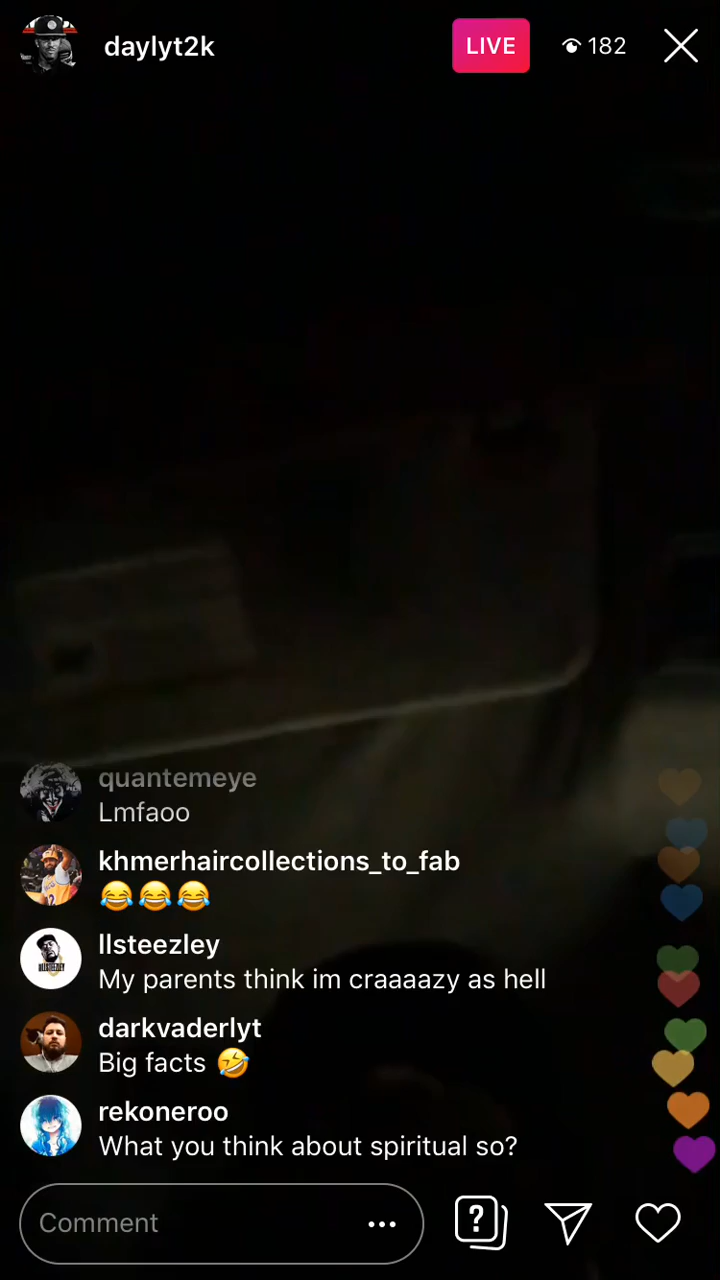 daylyt2k
LIVE
182
quantemeye
Lmfaoo
khmerhaircollections_to_fab
😂😂😂
llsteezley
My parents think im craaaazy as hell
darkvaderlyt
Big facts 🤣
rekoneroo
What you think about spiritual so?
Comment